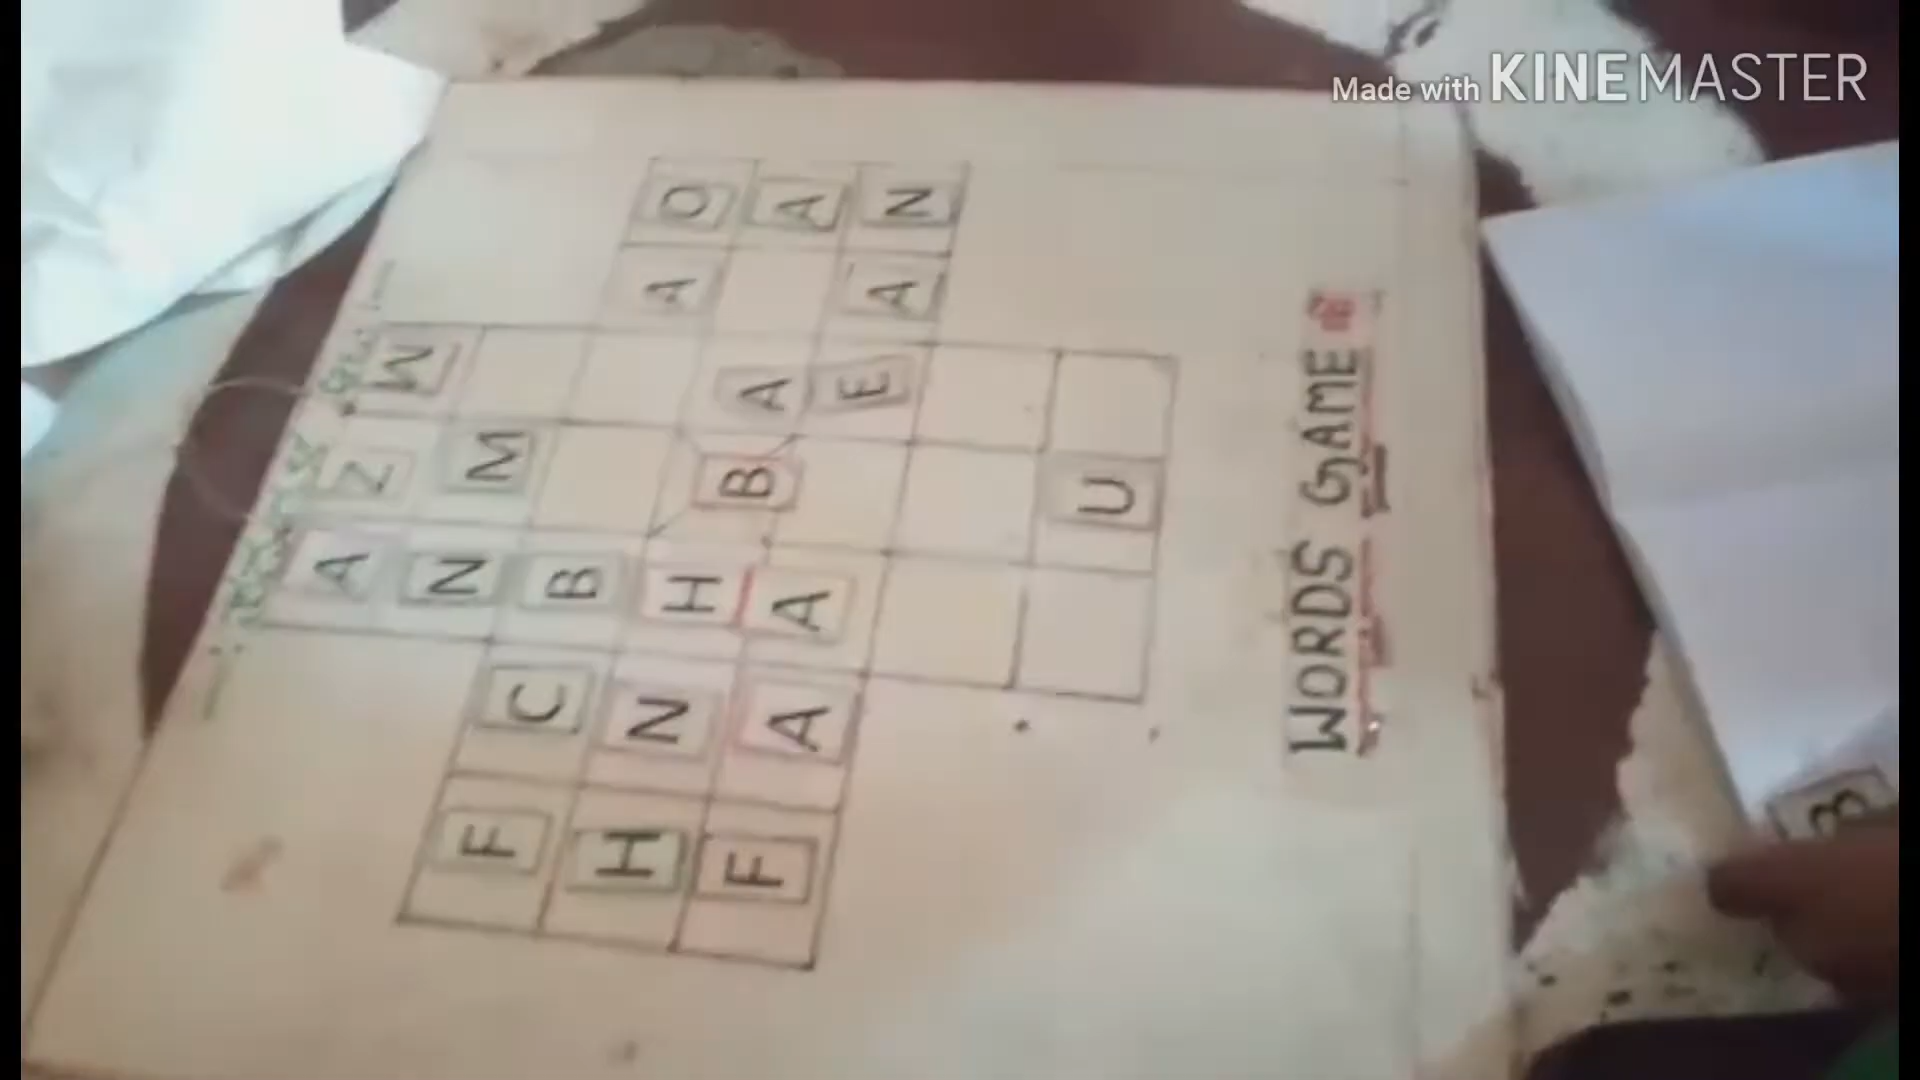 Made with KINEMASTER
A Z W
N M
F C B A O
H N H B A A
F A A E A N
U
WORDS GAME
B